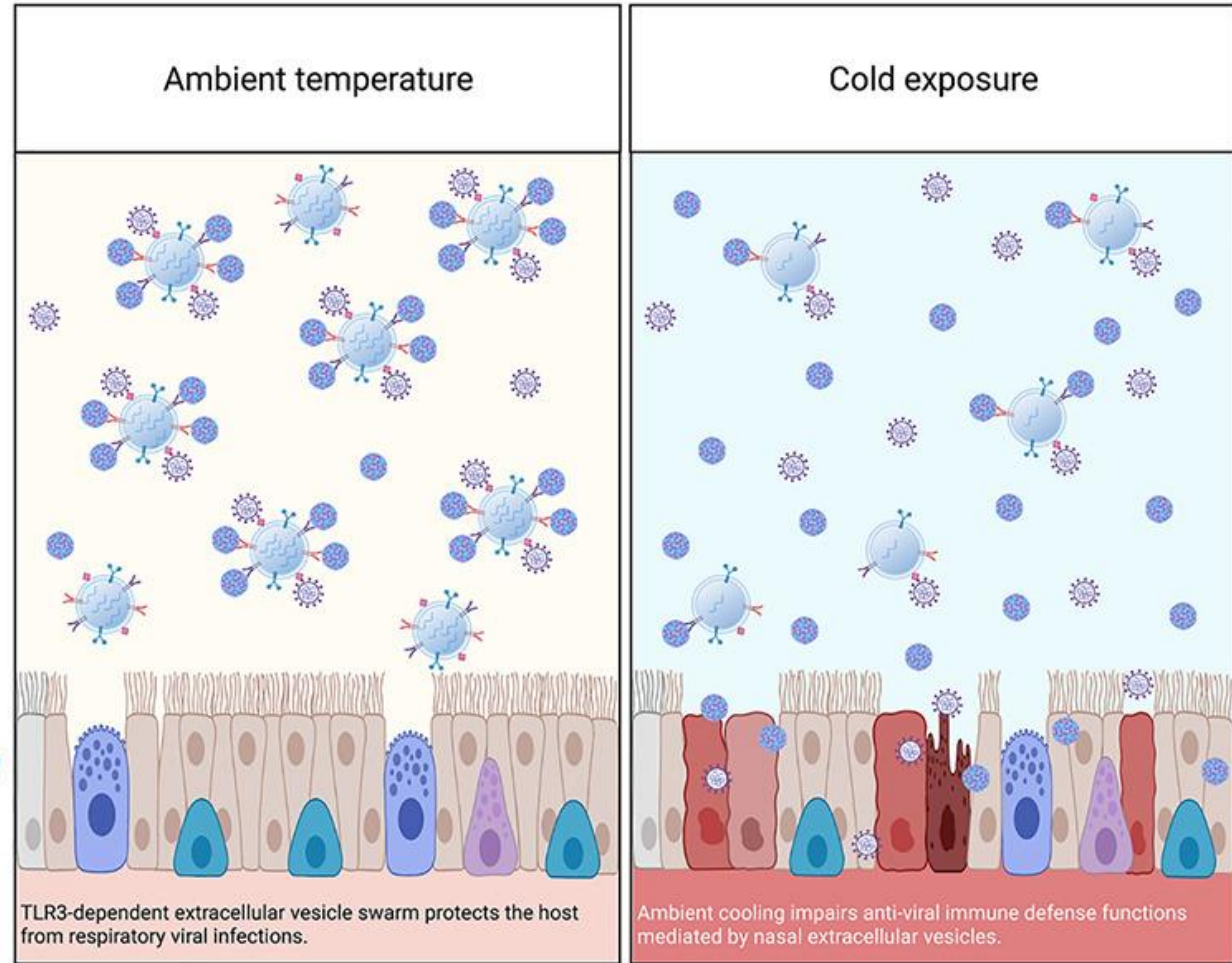 Ambient temperature
Cold exposure
TLR3-dependent extracellular vesicle swarm protects the host
from respiratory viral infections.
Ambient cooling impairs anti-viral immune defense functions
mediated by nasal extracellular vesicles.